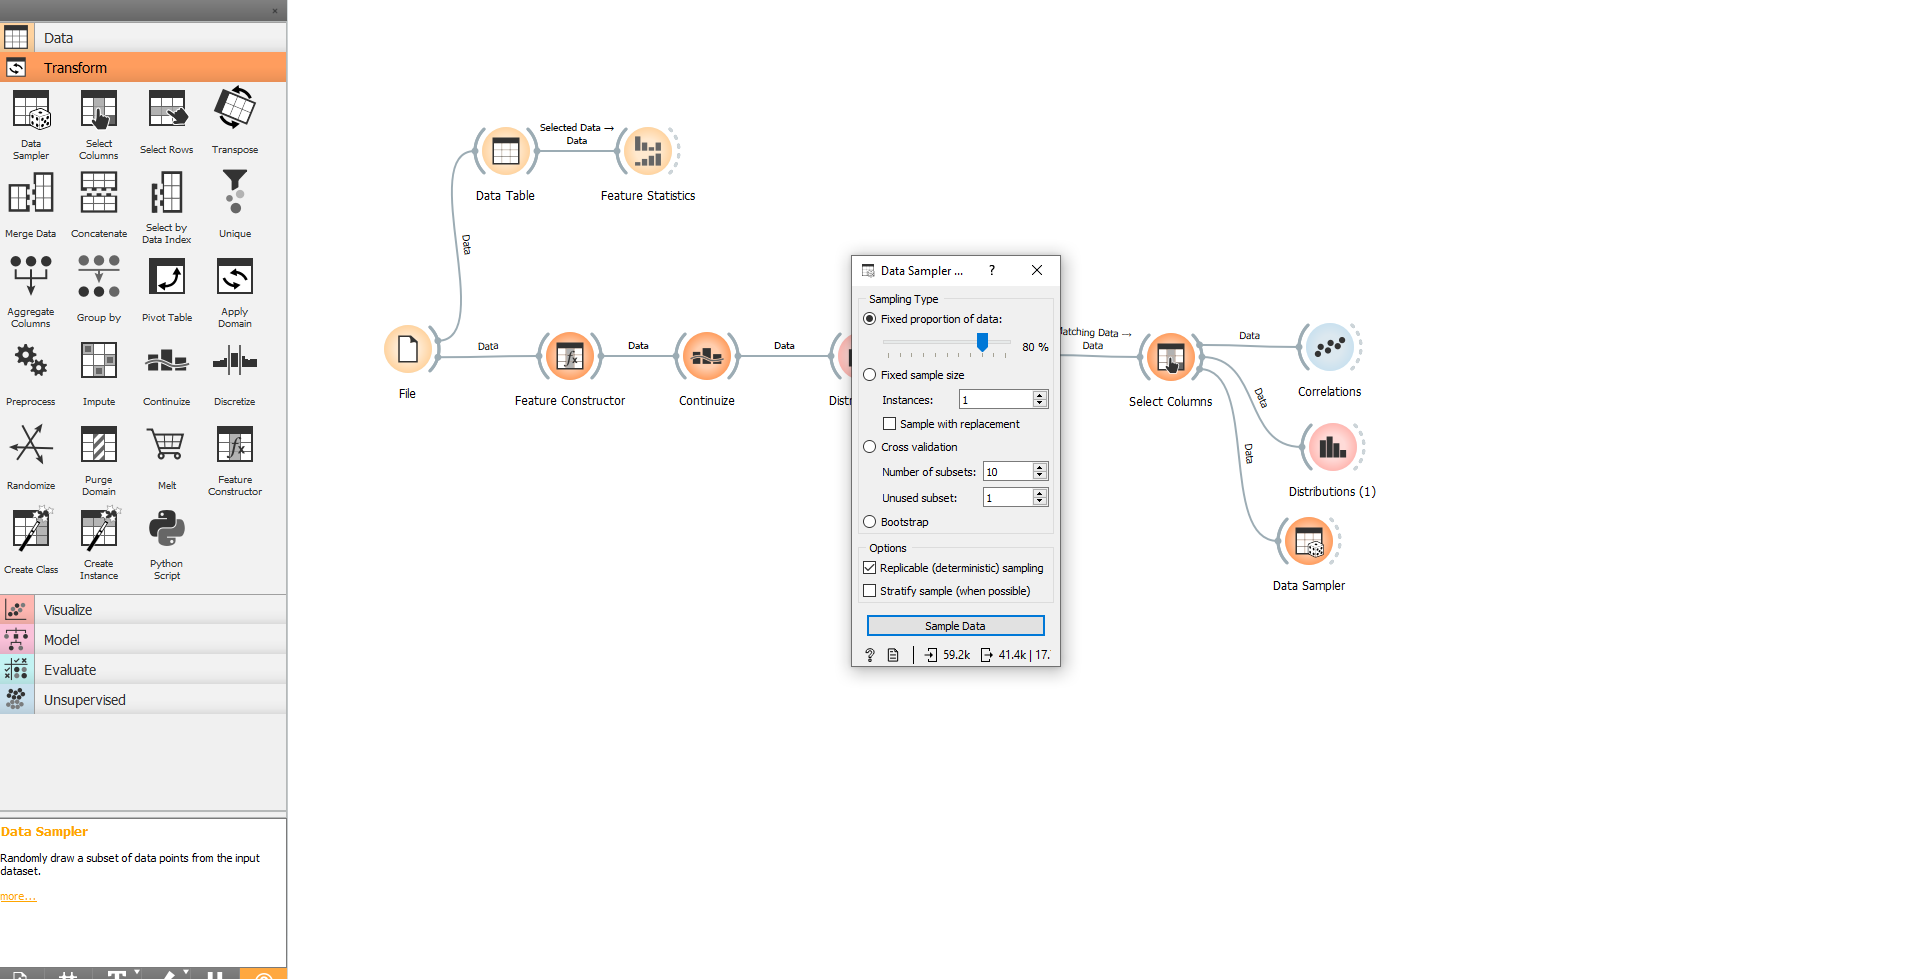 Data
Transform
Data Sampler
Select Columns
Select Rows
Transpose
Merge Data
Concatenate
Select by Data Index
Unique
Aggregate Columns
Group by
Pivot Table
Apply Domain
Preprocess
Impute
Continuize
Discretize
Randomize
Purge Domain
Melt
Feature Constructor
Create Class
Create Instance
Python Script
Visualize
Model
Evaluate
Unsupervised
Data Sampler
Randomly draw a subset of data points from the input
dataset.
more...
Selected Data →
Data
Data Table
Feature Statistics
Data
File
Data
Feature Constructor
Data
Continuize
Data
Data Sampler ...
?
Sampling Type
Fixed proportion of data:
80 %
Fixed sample size
Instances: 1
Sample with replacement
Cross validation
Number of subsets: 10
Unused subset: 1
Bootstrap
Options
Replicable (deterministic) sampling
Stratify sample (when possible)
Sample Data
? 59.2k 41.4k | 17.
Data →
Data
Select Columns
Data
Correlations
Data
Distributions (1)
Data
Data Sampler